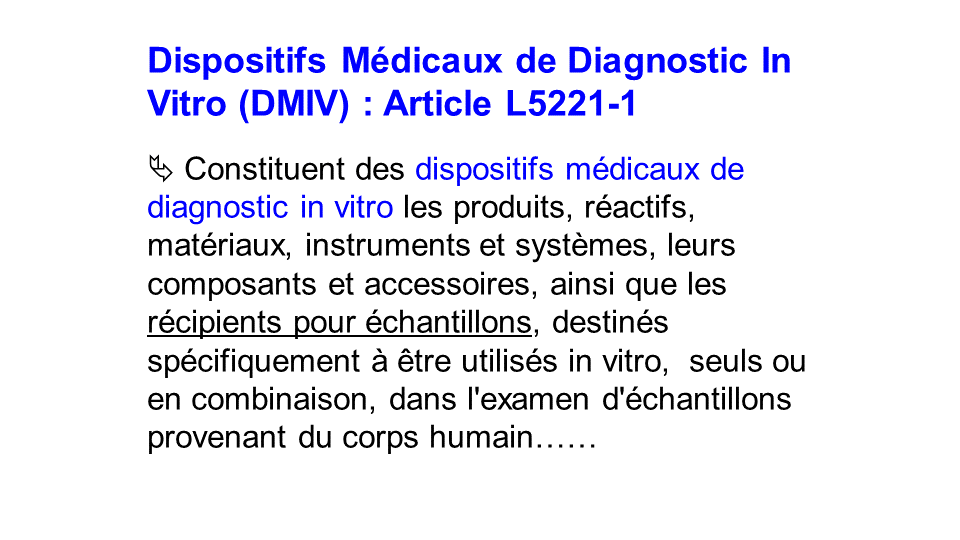 Dispositifs Médicaux de Diagnostic In
Vitro (DMIV) : Article L5221-1
⮱ Constituent des dispositifs médicaux de
diagnostic in vitro les produits, réactifs,
matériaux, instruments et systèmes, leurs
composants et accessoires, ainsi que les
récipients pour échantillons, destinés
spécifiquement à être utilisés in vitro,  seuls ou
en combinaison, dans l'examen d'échantillons
provenant du corps humain……